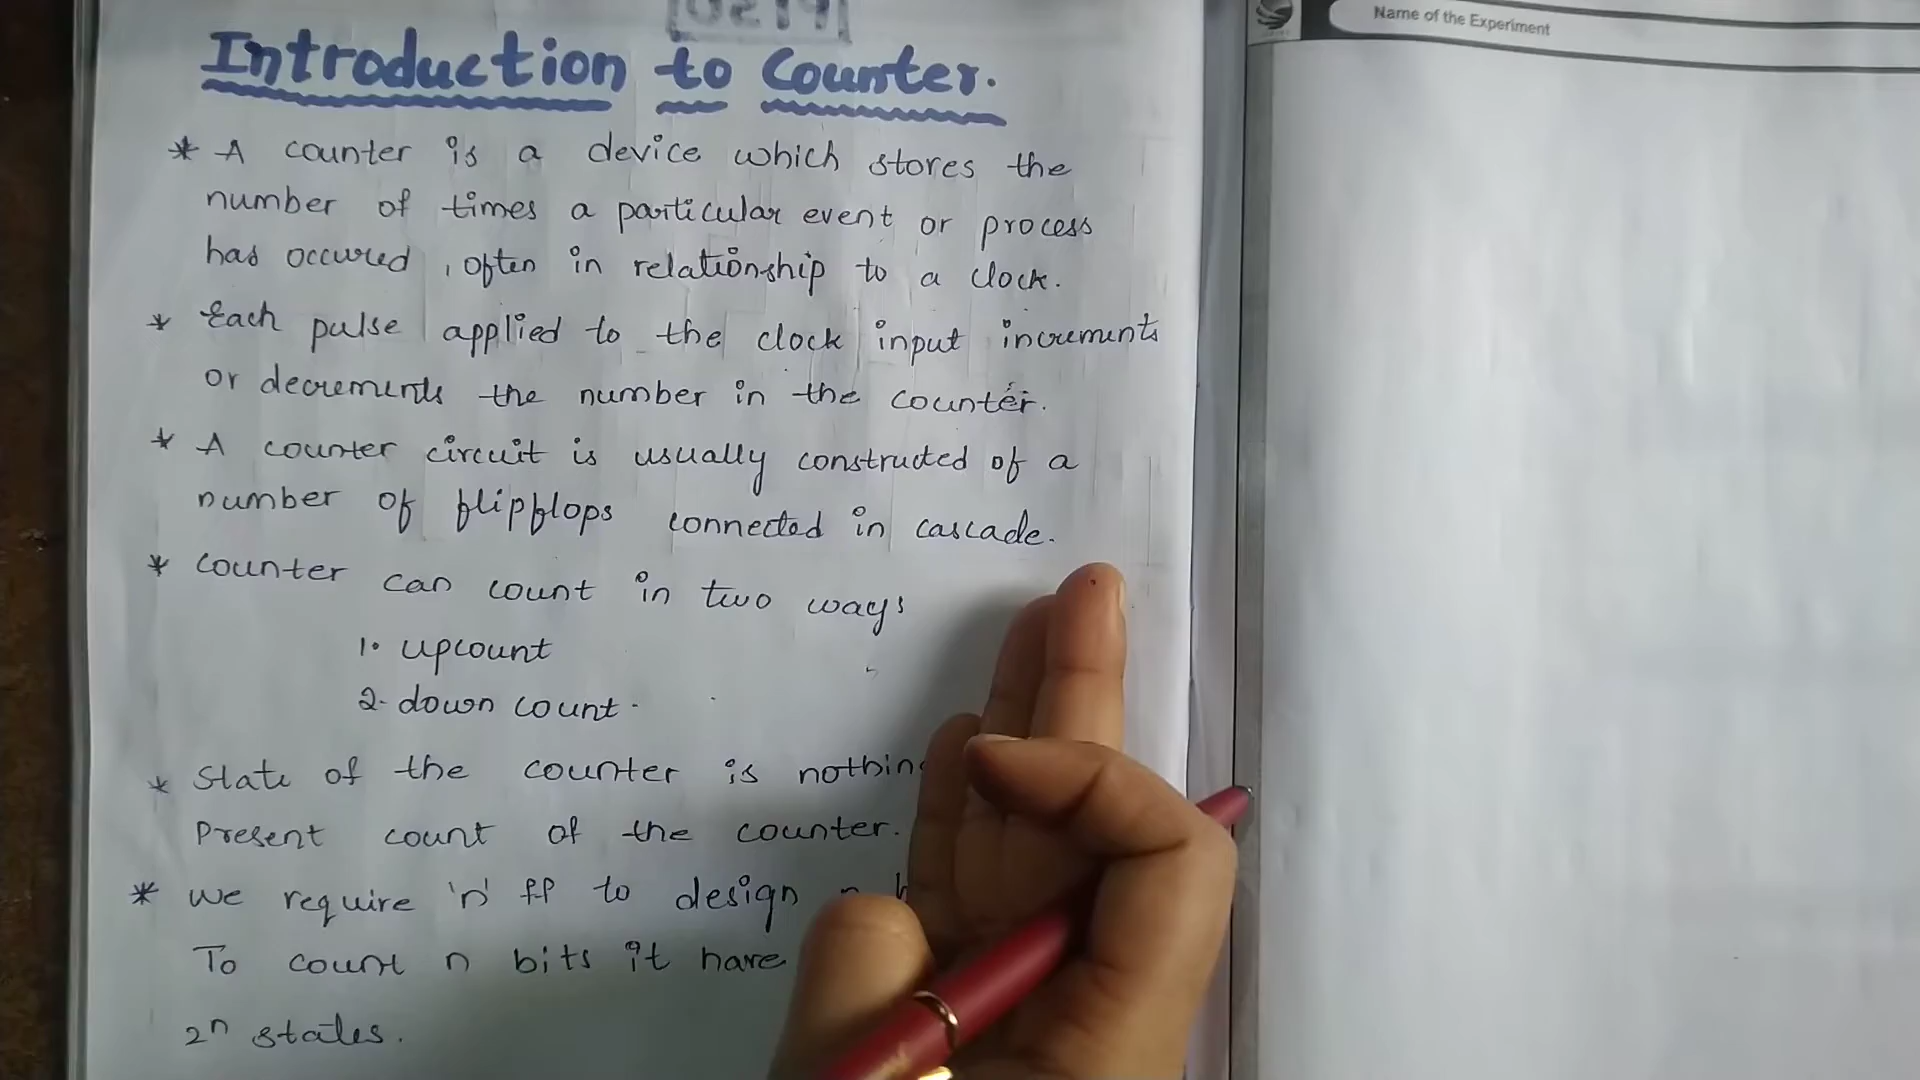 Introduction to Counter.
* A counter is a device which stores the
number of times a particular event or process
has occured, often in relationship to a clock.
* Each pulse applied to the clock input increments
or decrements the number in the counter.
* A counter circuit is usually constructed of a
number of flipflops connected in cascade.
* counter can count in two ways
1. upcount
2. down count.
* State of the counter is
Present count of the counter.
* we require 'n' ff to design
To count n bits it have
2ⁿ states.
Name of the Experiment